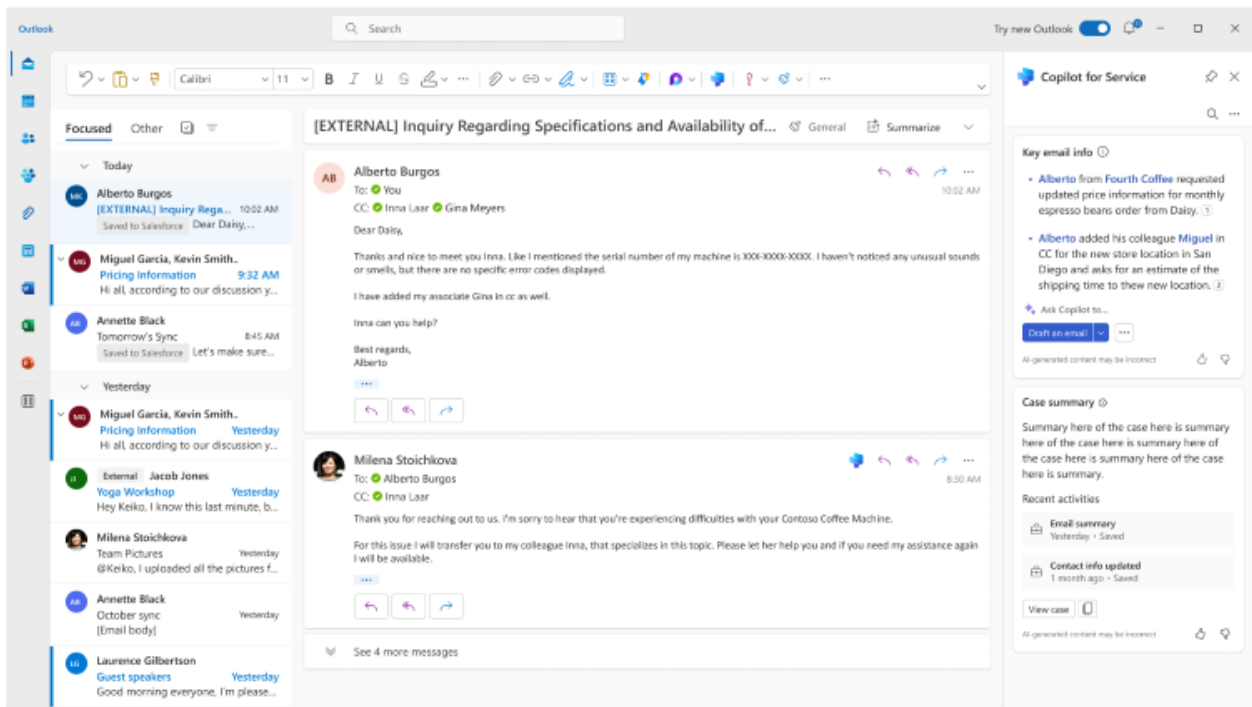 Outlook
Search
Try new Outlook
Calibri
11
B I U S
Copilot for Service
Focused Other
Today
MK
Alberto Burgos
[EXTERNAL] Inquiry Rega... 10:02 AM
Saved to Salesforce Dear Daisy,...
MG
Miguel Garcia, Kevin Smith..
Pricing Information 9:32 AM
Hi all, according to our discussion y...
AB
Annette Black
Tomorrow's Sync 8:45 AM
Saved to Salesforce Let's make sure...
Yesterday
MG
Miguel Garcia, Kevin Smith..
Pricing Information Yesterday
Hi all, according to our discussion y...
External Jacob Jones
Yoga Workshop Yesterday
Hey Keiko, I know this last minute, b...
Milena Stoichkova
Team Pictures Yesterday
@Keiko, I uploaded all the pictures f...
AB
Annette Black
October sync Yesterday
[Email body]
LG
Laurence Gilbertson
Guest speakers Yesterday
Good morning everyone, I'm please...
[EXTERNAL] Inquiry Regarding Specifications and Availability of... General Summarize
AB
Alberto Burgos
To: You
10:02 AM
CC: Inna Laar Gina Meyers
Dear Daisy,
Thanks and nice to meet you Inna. Like I mentioned the serial number of my machine is XXX-XXXX-XXXX. I haven't noticed any unusual sounds
or smells, but there are no specific error codes displayed.
I have added my associate Gina in cc as well.
Inna can you help?
Best regards,
Alberto
Milena Stoichkova
To: Alberto Burgos
8:30 AM
CC: Inna Laar
Thank you for reaching out to us. I'm sorry to hear that you're experiencing difficulties with your Contoso Coffee Machine.
For this issue I will transfer you to my colleague Inna, that specializes in this topic. Please let her help you and if you need my assistance again
I will be available.
See 4 more messages
Key email info
Alberto from Fourth Coffee requested
updated price information for monthly
espresso beans order from Daisy. 1
Alberto added his colleague Miguel in
CC for the new store location in San
Diego and asks for an estimate of the
shipping time to thew new location. 2
Ask Copilot to...
Draft an email
AI-generated content may be incorrect
Case summary
Summary here of the case here is summary
here of the case here is summary here of
the case here is summary here of the case
here is summary.
Recent activities
Email summary
Yesterday • Saved
Contact info updated
1 month ago • Saved
View case
AI-generated content may be incorrect